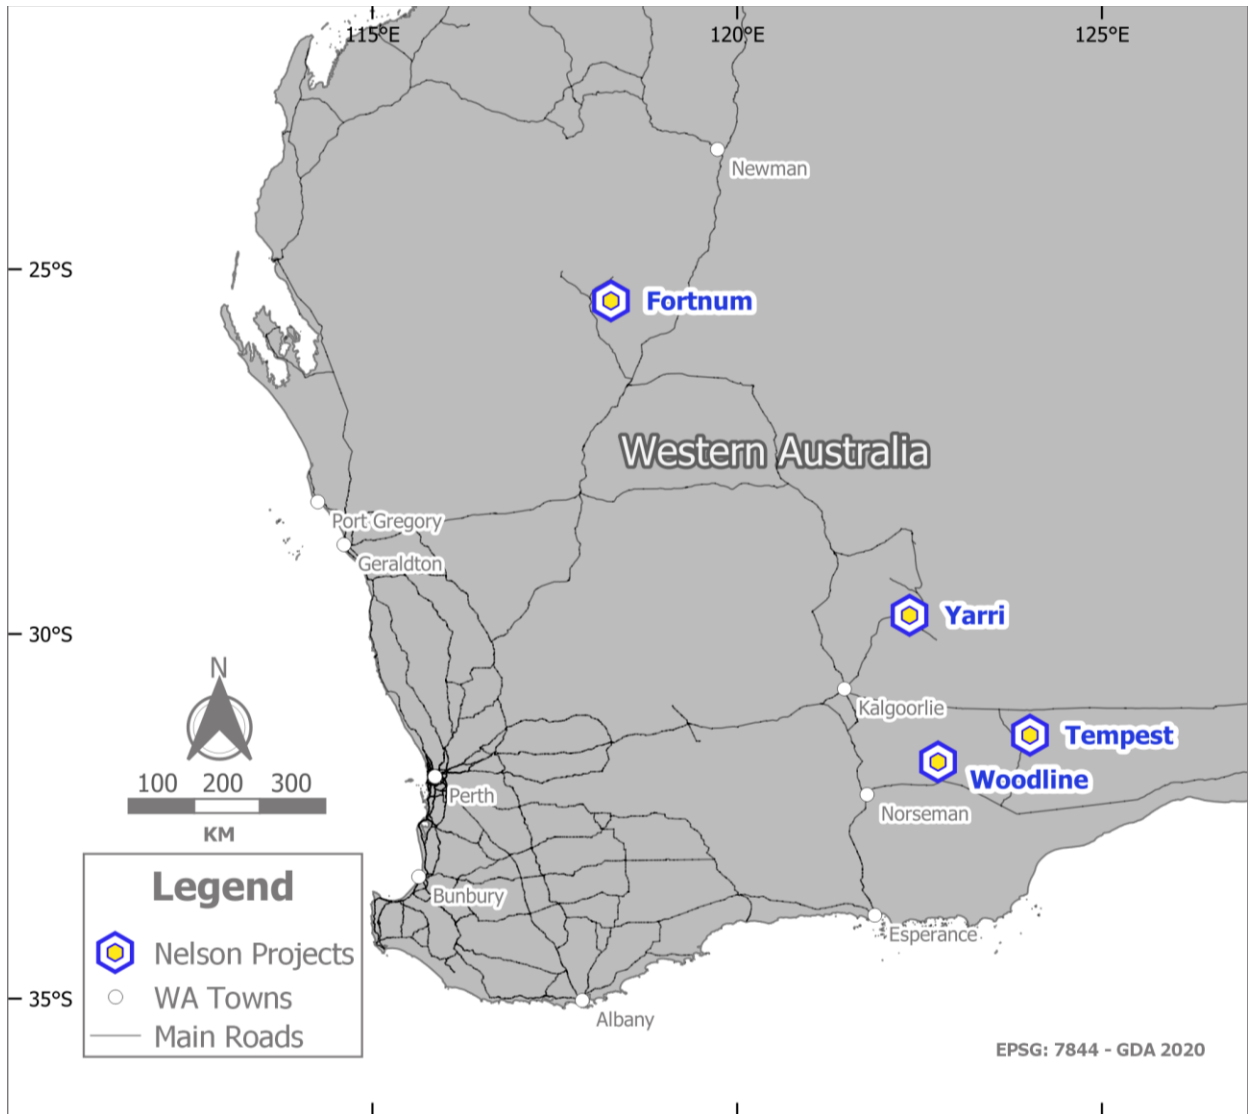 115°E
120°E
125°E
Newman
25°S
Fortnum
Western Australia
Port Gregory
Geraldton
Yarri
30°S
N
Kalgoorlie
Tempest
Woodline
100 200 300
KM
Perth
Norseman
Legend
Nelson Projects
WA Towns
Main Roads
Bunbury
Esperance
35°S
Albany
EPSG: 7844 - GDA 2020